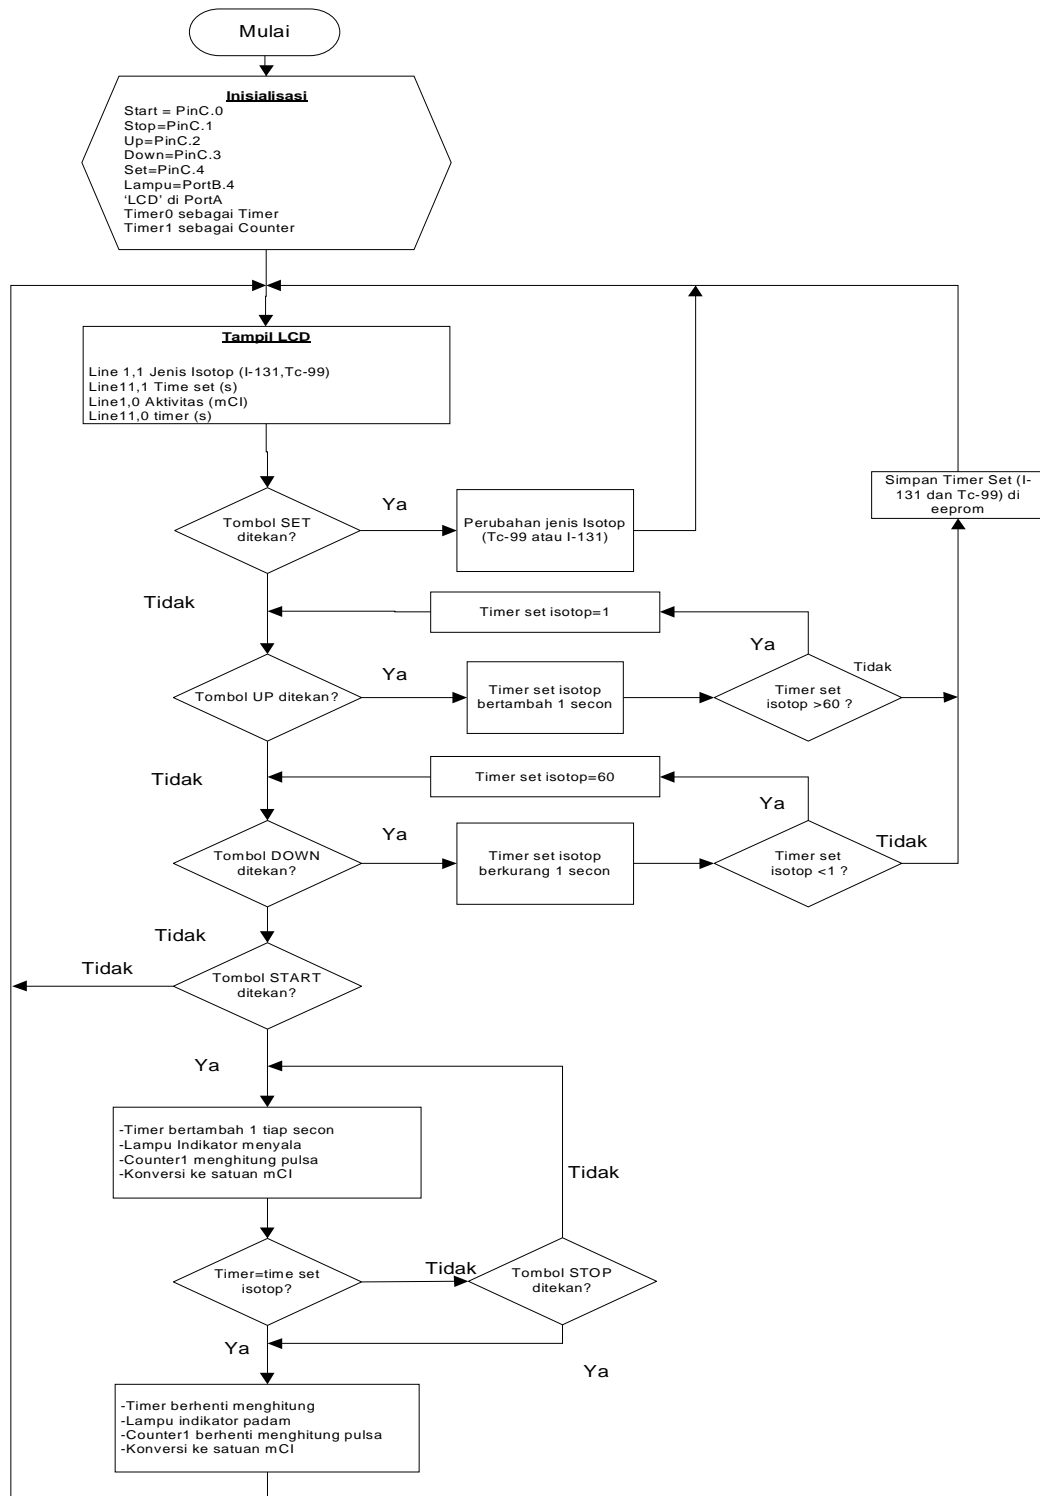 Mulai
Inisialisasi
Start = PinC.0
Stop=PinC.1
Up=PinC.2
Down=PinC.3
Set=PinC.4
Lampu=PortB.4
‘LCD’ di PortA
Timer0 sebagai Timer
Timer1 sebagai Counter
Tampil LCD
Line 1,1 Jenis Isotop (I-131,Tc-99)
Line11,1 Time set (s)
Line1,0 Aktivitas (mCI)
Line11,0 timer (s)
Tombol SET
ditekan?
Ya
Perubahan jenis Isotop
(Tc-99 atau I-131)
Simpan Timer Set (I-
131 dan Tc-99) di
eeprom
Tidak
Timer set isotop=1
Ya
Tombol UP ditekan?
Ya
Timer set isotop
bertambah 1 secon
Timer set
isotop >60 ?
Tidak
Tidak
Timer set isotop=60
Ya
Tombol DOWN
ditekan?
Ya
Timer set isotop
berkurang 1 secon
Timer set
isotop <1 ?
Tidak
Tidak
Tombol START
ditekan?
Tidak
Ya
-Timer bertambah 1 tiap secon
-Lampu Indikator menyala
-Counter1 menghitung pulsa
-Konversi ke satuan mCI
Tidak
Timer=time set
isotop?
Tidak
Tombol STOP
ditekan?
Ya
Ya
-Timer berhenti menghitung
-Lampu indikator padam
-Counter1 berhenti menghitung pulsa
-Konversi ke satuan mCI